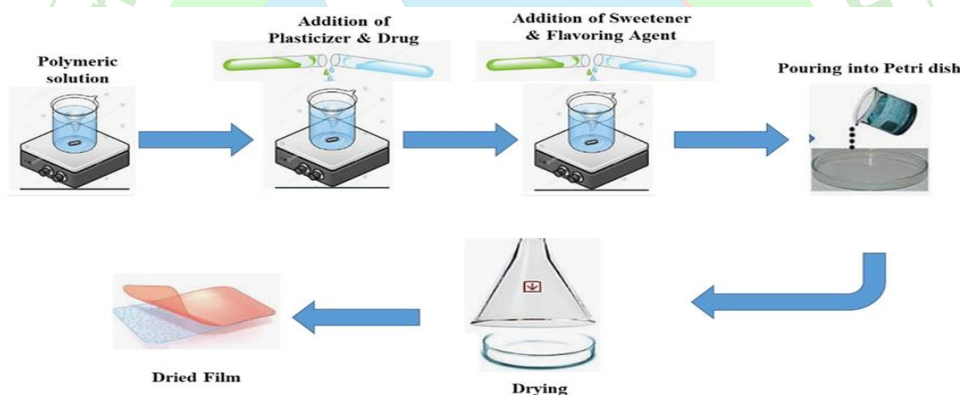 Polymeric
solution
Addition of
Plasticizer & Drug
Addition of Sweetener
& Flavoring Agent
Pouring into Petri dish
Drying
Dried Film